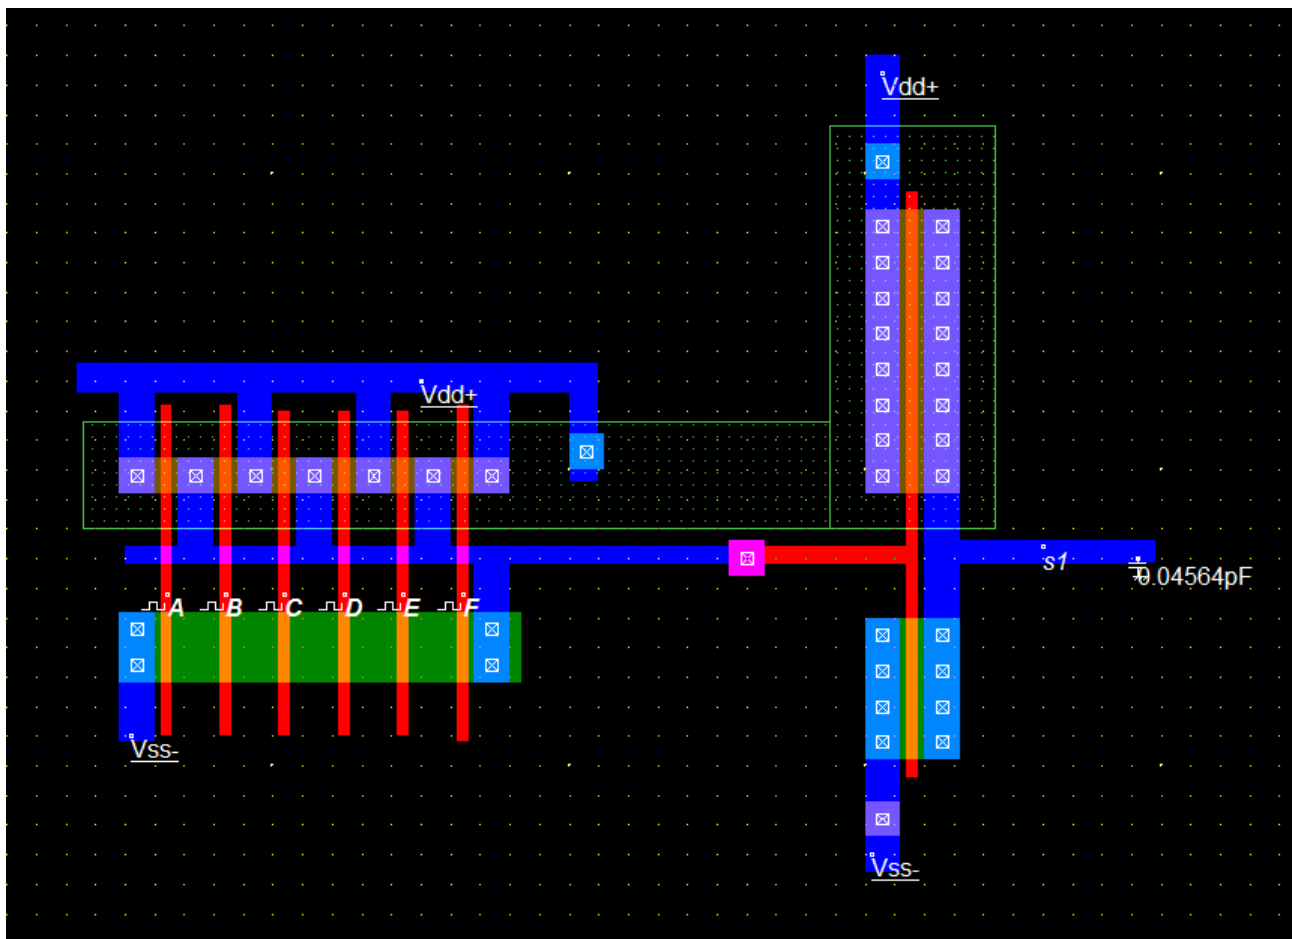 Vdd+
Vdd+
s1
0.04564pF
A B C D E F
Vss-
Vss-